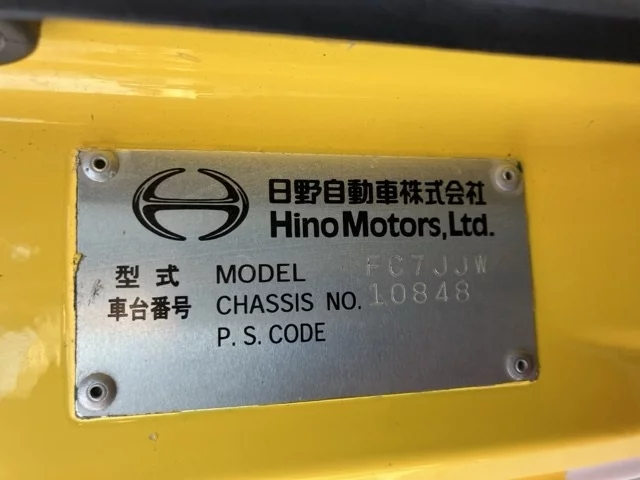 日野自動車株式会社
Hino Motors, Ltd.
型式 MODEL FC7JJW
車台番号 CHASSIS NO. 10848
P. S. CODE